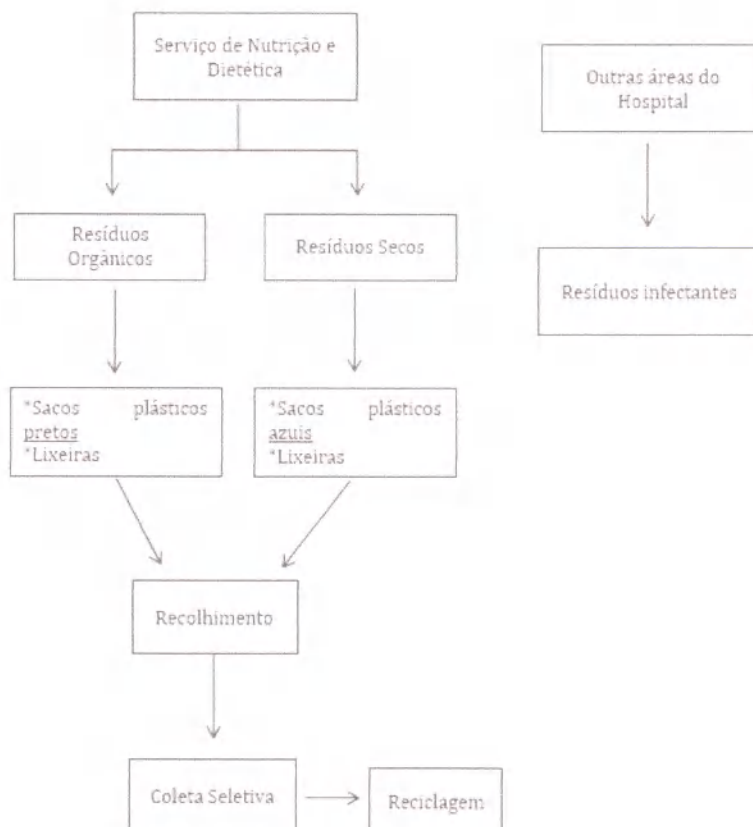 Serviço de Nutrição e
Dietética
Outras áreas do
Hospital
Resíduos
Orgânicos
Resíduos Secos
Resíduos infectantes
*Sacos plásticos
pretos
*Lixeiras
*Sacos plásticos
azuis
*Lixeiras
Recolhimento
Coleta Seletiva
Reciclagem